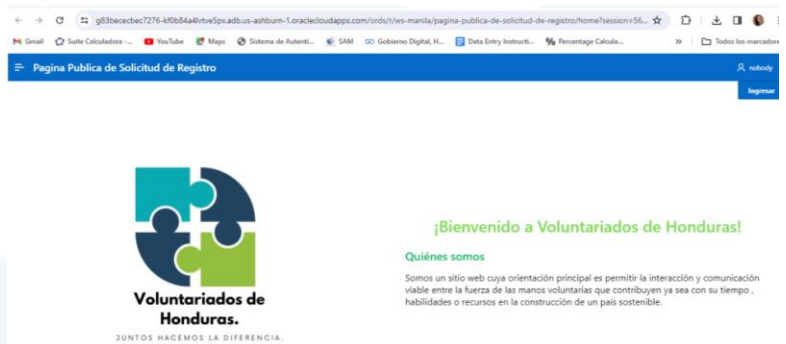 g83bececbec7276-kf0b84a4lvtve5px.adb.us-ashburn-1.oraclecloudapps.com/ords/r/ws-manila/pagina-publica-de-solicitud-de-registro/home?session=56...
Gmail Suite Calculadora -... YouTube Maps Sistema de Autenti... SAM GD Gobierno Digital, H... Data Entry Instructi... Percentage Calcula... » Todos los marcadore
Pagina Publica de Solicitud de Registro nobody
Ingresar
¡Bienvenido a Voluntariados de Honduras!
Quiénes somos
Somos un sitio web cuya orientación principal es permitir la interacción y comunicación
viable entre la fuerza de las manos voluntarias que contribuyen ya sea con su tiempo ,
habilidades o recursos en la construcción de un país sostenible.
Voluntariados de
Honduras.
JUNTOS HACEMOS LA DIFERENCIA.